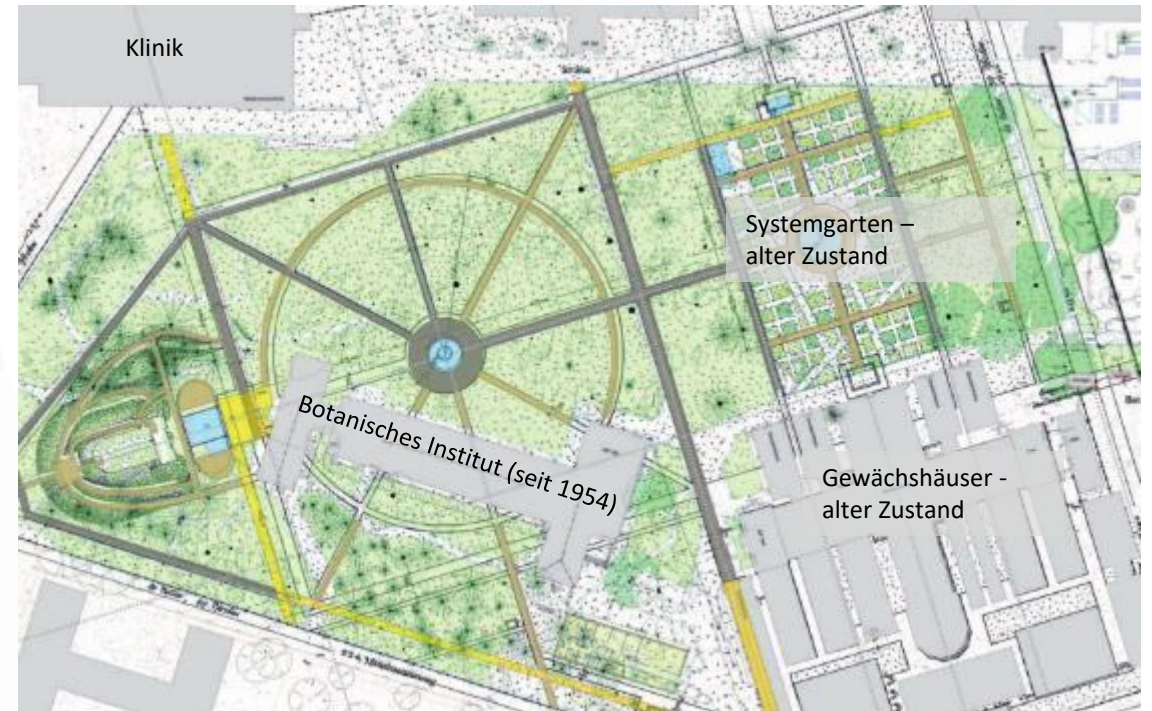 Klinik
Systemgarten –
alter Zustand
Botanisches Institut (seit 1954)
Gewächshäuser -
alter Zustand